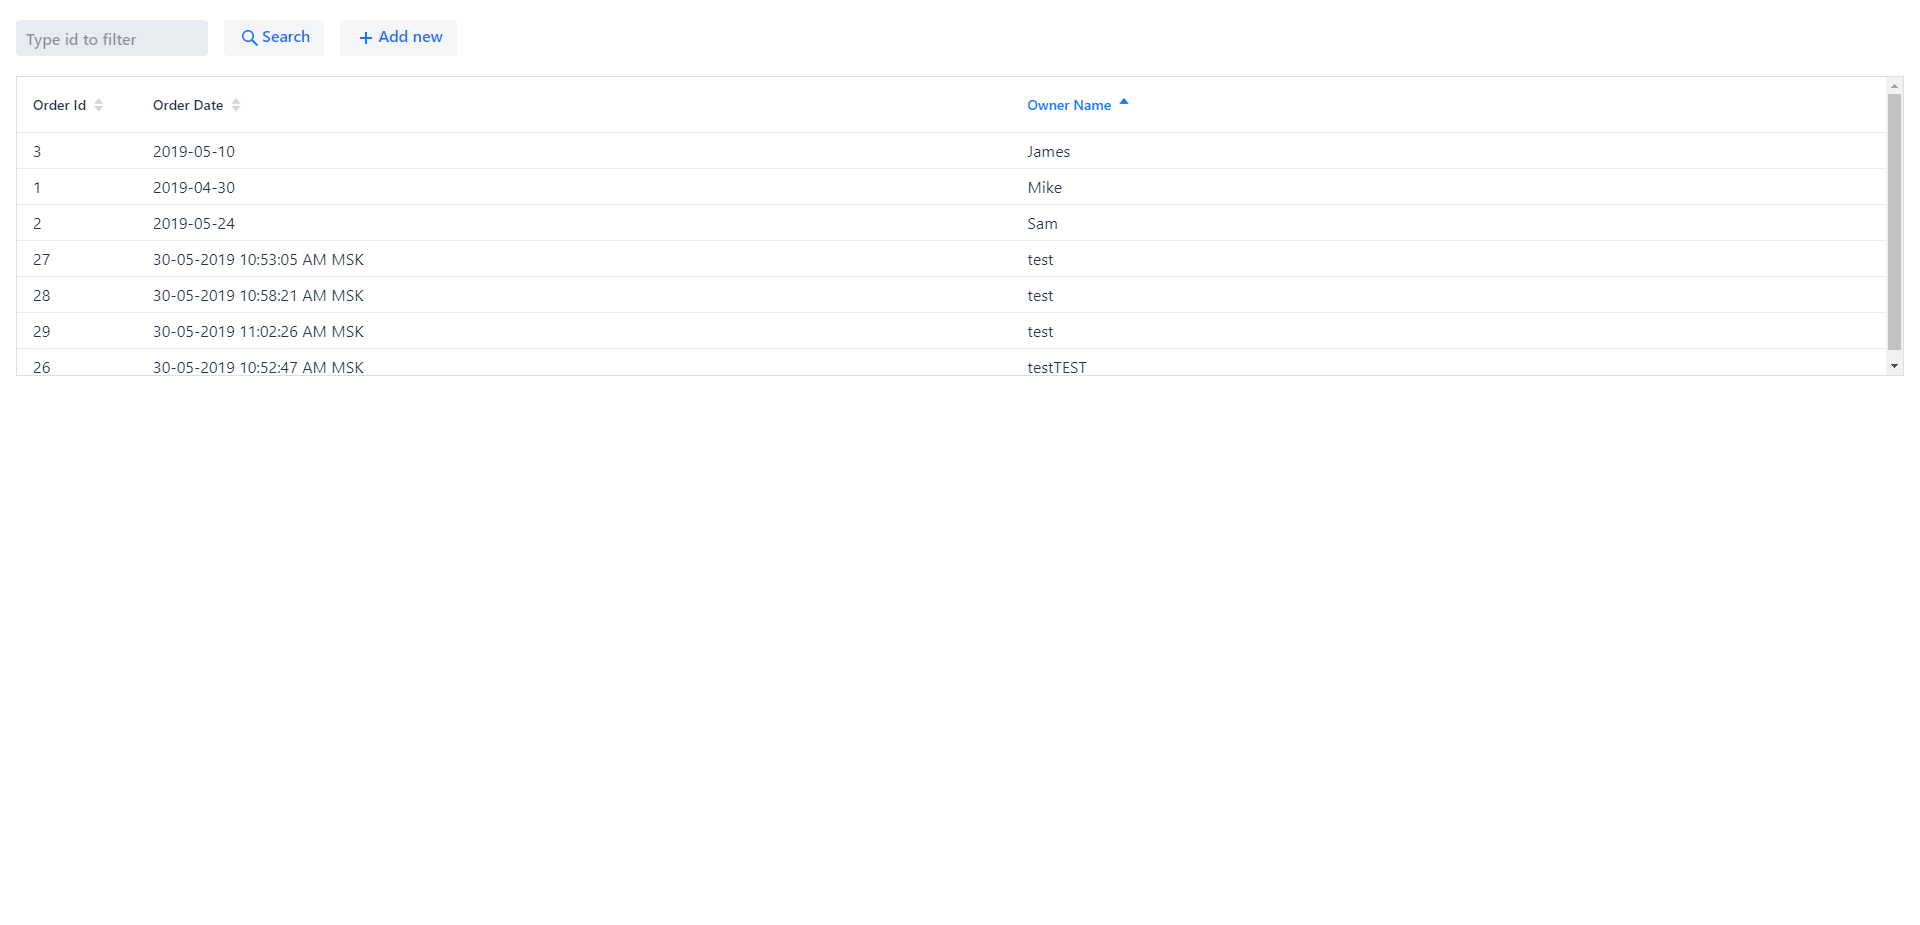 Type id to filter Search Add new
Order Id Order Date Owner Name
3 2019-05-10 James
1 2019-04-30 Mike
2 2019-05-24 Sam
27 30-05-2019 10:53:05 AM MSK test
28 30-05-2019 10:58:21 AM MSK test
29 30-05-2019 11:02:26 AM MSK test
26 30-05-2019 10:52:47 AM MSK testTEST